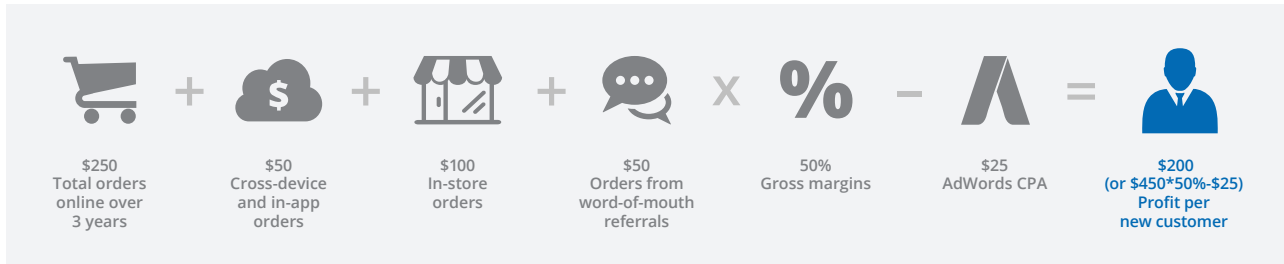 $
+
+
+
x
%
–
=
$250
Total orders
online over
3 years
$50
Cross-device
and in-app
orders
$100
In-store
orders
$50
Orders from
word-of-mouth
referrals
50%
Gross margins
$25
AdWords CPA
$200
(or $450*50%-$25)
Profit per
new customer